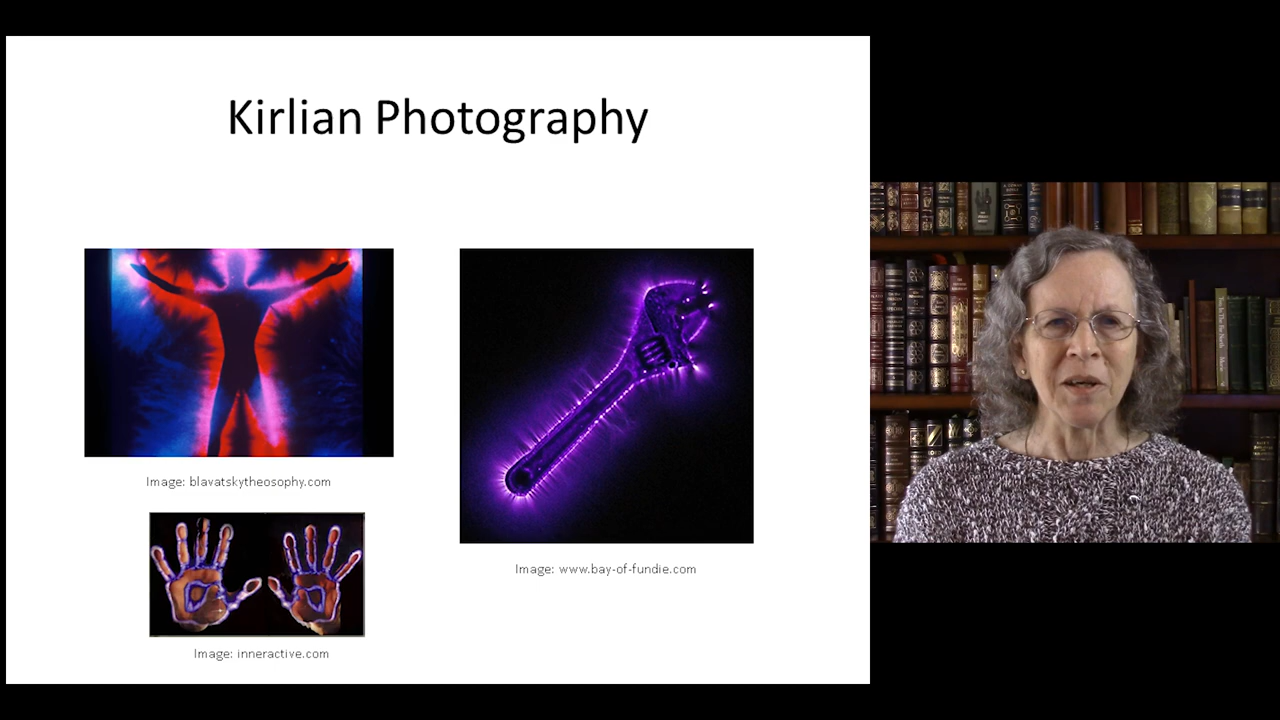 Kirlian Photography
Image: blavatskytheosophy.com
Image: www.bay-of-fundie.com
Image: inneractive.com